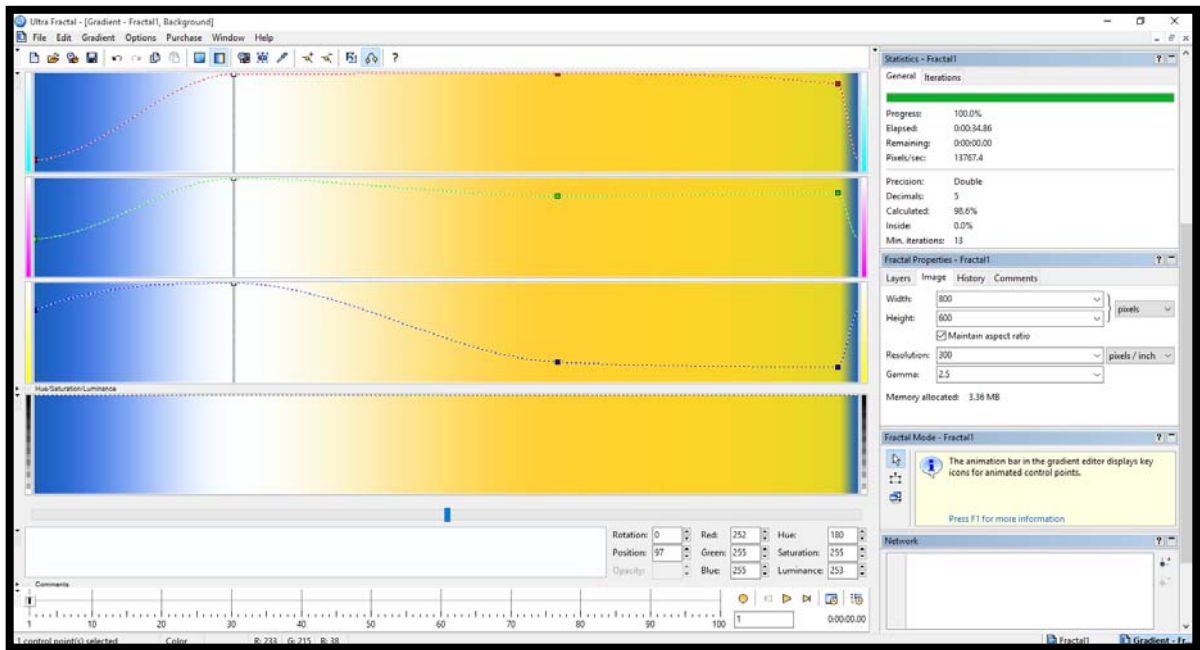 Ultra Fractal - [Gradient - Fractal1, Background]
File Edit Gradient Options Purchase Window Help
Hue/Saturation/Luminance
Rotation: 0 Red: 252 Hue: 180
Position: 97 Green: 255 Saturation: 255
Opacity: Blue: 255 Luminance: 253
Comments
1 10 20 30 40 50 60 70 80 90 100 1 0:00:00.00
1 control point(s) selected Color R: 233 G: 215 B: 38
Statistics - Fractal1
General Iterations
Progress: 100.0%
Elapsed: 0:00:34.86
Remaining: 0:00:00.00
Pixels/sec: 13767.4
Precision: Double
Decimals: 5
Calculated: 98.6%
Inside: 0.0%
Min. iterations: 13
Fractal Properties - Fractal1
Layers Image History Comments
Width: 800
Height: 600
pixels
Maintain aspect ratio
Resolution: 300 pixels / inch
Gamma: 2.5
Memory allocated: 3.36 MB
Fractal Mode - Fractal1
The animation bar in the gradient editor displays key
icons for animated control points.
Press F1 for more information
Network
Fractal1 Gradient - Fr...